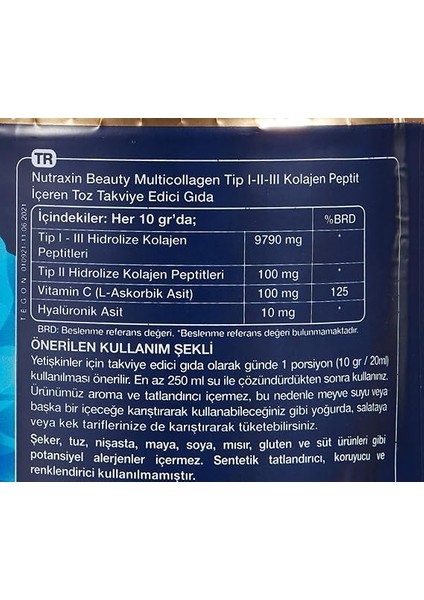 TR
Nutraxin Beauty Multicollagen Tip I-II-III Kolajen Peptit
İçeren Toz Takviye Edici Gıda
İçindekiler: Her 10 gr'da; %BRD
Tip I - III Hidrolize Kolajen Peptitleri 9790 mg *
Tip II Hidrolize Kolajen Peptitleri 100 mg *
Vitamin C (L-Askorbik Asit) 100 mg 125
Hyalüronik Asit 10 mg *
BRD: Beslenme referans değeri. *Beslenme referans değeri bulunmamaktadır.
ÖNERİLEN KULLANIM ŞEKLİ
Yetişkinler için takviye edici gıda olarak günde 1 porsiyon (10 gr / 20ml)
kullanılması önerilir. En az 250 ml su ile çözündürdükten sonra kullanınız.
Ürünümüz aroma ve tatlandırıcı içermez, bu nedenle meyve suyu veya
başka bir içeceğe karıştırarak kullanabileceğiniz gibi yoğurda, salataya
veya kek tariflerinize de karıştırarak tüketebilirsiniz.
Şeker, tuz, nişasta, maya, soya, mısır, gluten ve süt ürünleri gibi
potansiyel alerjenler içermez. Sentetik tatlandırıcı, koruyucu ve
renklendirici kullanılmamıştır.
TEGON 010921-11.06.2021